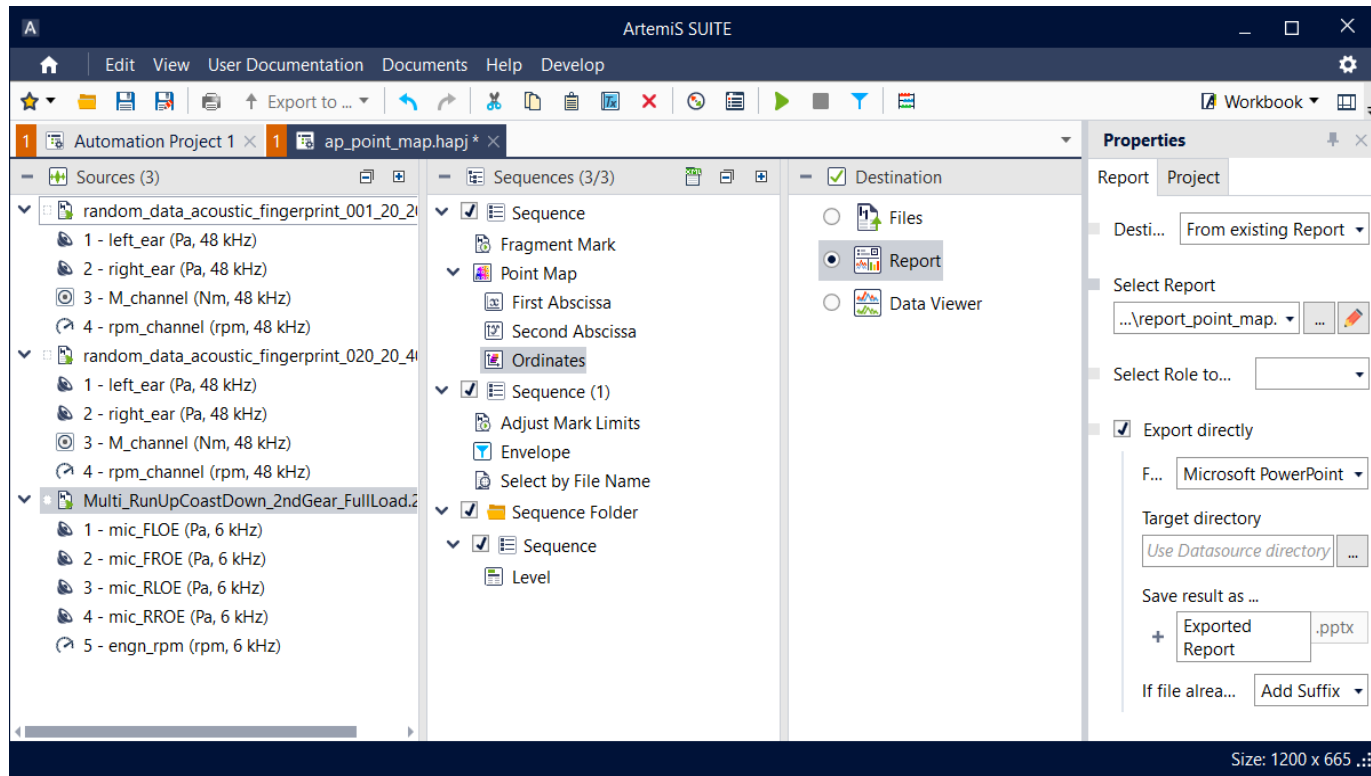 A
ArtemiS SUITE
Edit View User Documentation Documents Help Develop
Export to ... Tx Workbook
1 Automation Project 1 1 ap_point_map.hapj *
Sources (3)
random_data_acoustic_fingerprint_001_20_20
1 - left_ear (Pa, 48 kHz)
2 - right_ear (Pa, 48 kHz)
3 - M_channel (Nm, 48 kHz)
4 - rpm_channel (rpm, 48 kHz)
random_data_acoustic_fingerprint_020_20_40
1 - left_ear (Pa, 48 kHz)
2 - right_ear (Pa, 48 kHz)
3 - M_channel (Nm, 48 kHz)
4 - rpm_channel (rpm, 48 kHz)
Multi_RunUpCoastDown_2ndGear_FullLoad.2
1 - mic_FLOE (Pa, 6 kHz)
2 - mic_FROE (Pa, 6 kHz)
3 - mic_RLOE (Pa, 6 kHz)
4 - mic_RROE (Pa, 6 kHz)
5 - engn_rpm (rpm, 6 kHz)
Sequences (3/3)
Sequence
Fragment Mark
Point Map
First Abscissa
Second Abscissa
Ordinates
Sequence (1)
Adjust Mark Limits
Envelope
Select by File Name
Sequence Folder
Sequence
Level
Destination
Files
Report
Data Viewer
Properties
Report Project
Desti... From existing Report
Select Report
...\report_point_map. ...
Select Role to...
Export directly
F... Microsoft PowerPoint
Target directory
Use Datasource directory ...
Save result as ...
Exported
Report
.pptx
If file alrea... Add Suffix
Size: 1200 x 665